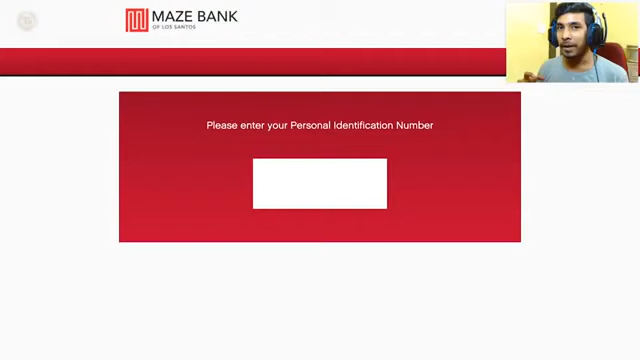 MAZE BANK
OF LOS SANTOS
Please enter your Personal Identification Number